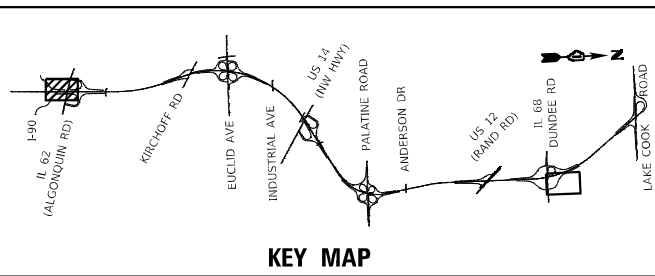 I-90
IL 62
(ALGONQUIN RD)
KIRCHOFF RD
EUCLID AVE
INDUSTRIAL AVE
US 14
(NW HWY)
PALATINE ROAD
ANDERSON DR
US 12
(RAND RD)
IL 68
DUNDEE RD
LAKE COOK ROAD
N
KEY MAP